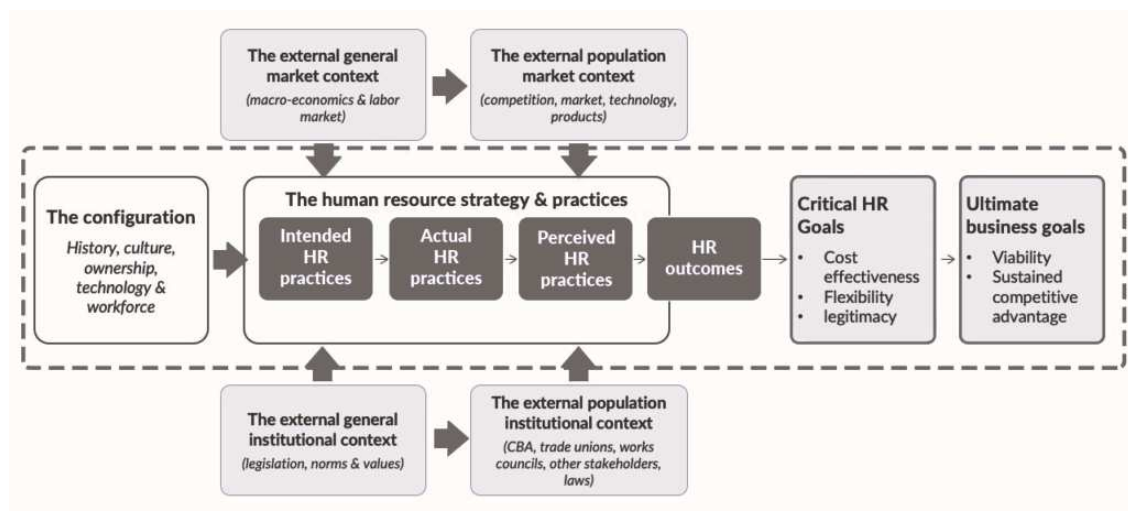 The external general
market context
(macro-economics & labor
market)
The external population
market context
(competition, market, technology,
products)
The configuration
History, culture,
ownership,
technology &
workforce
The human resource strategy & practices
Intended
HR
practices
Actual
HR
practices
Perceived
HR
practices
HR
outcomes
Critical HR
Goals
• Cost
effectiveness
• Flexibility
• legitimacy
Ultimate
business goals
• Viability
• Sustained
competitive
advantage
The external general
institutional context
(legislation, norms & values)
The external population
institutional context
(CBA, trade unions, works
councils, other stakeholders,
laws)